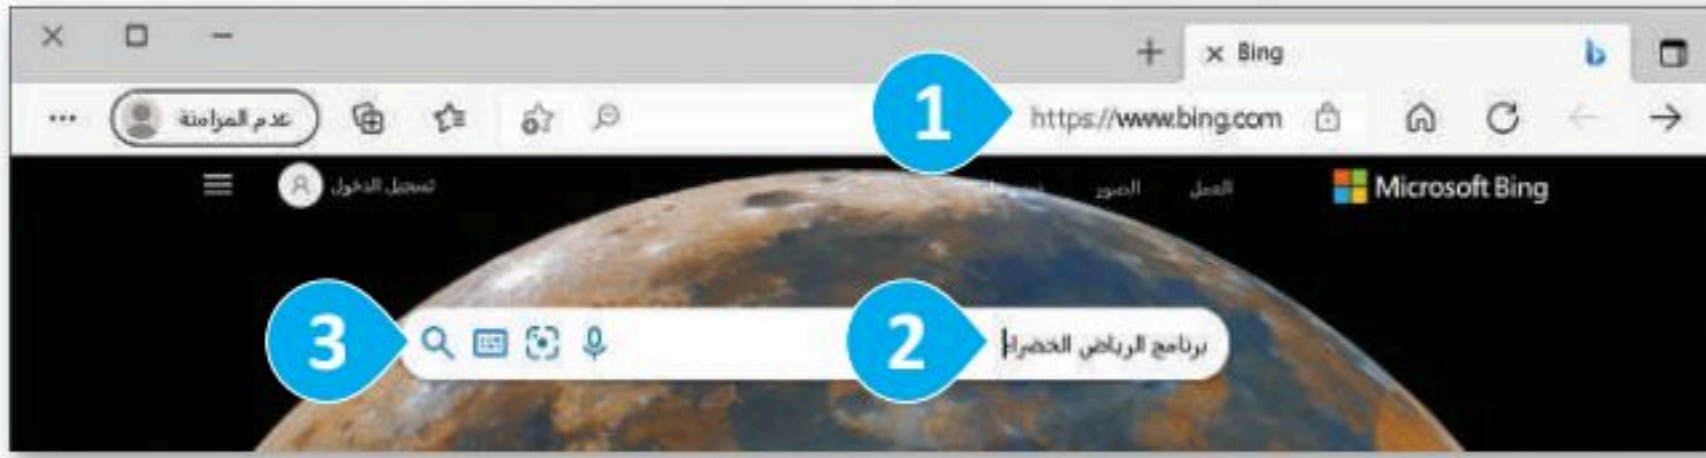 Bing
1
https://www.bing.com
عدم المزامنة
Microsoft Bing
العمل
الصور
تسجيل الدخول
2
برنامج الرياض الخضراء
3